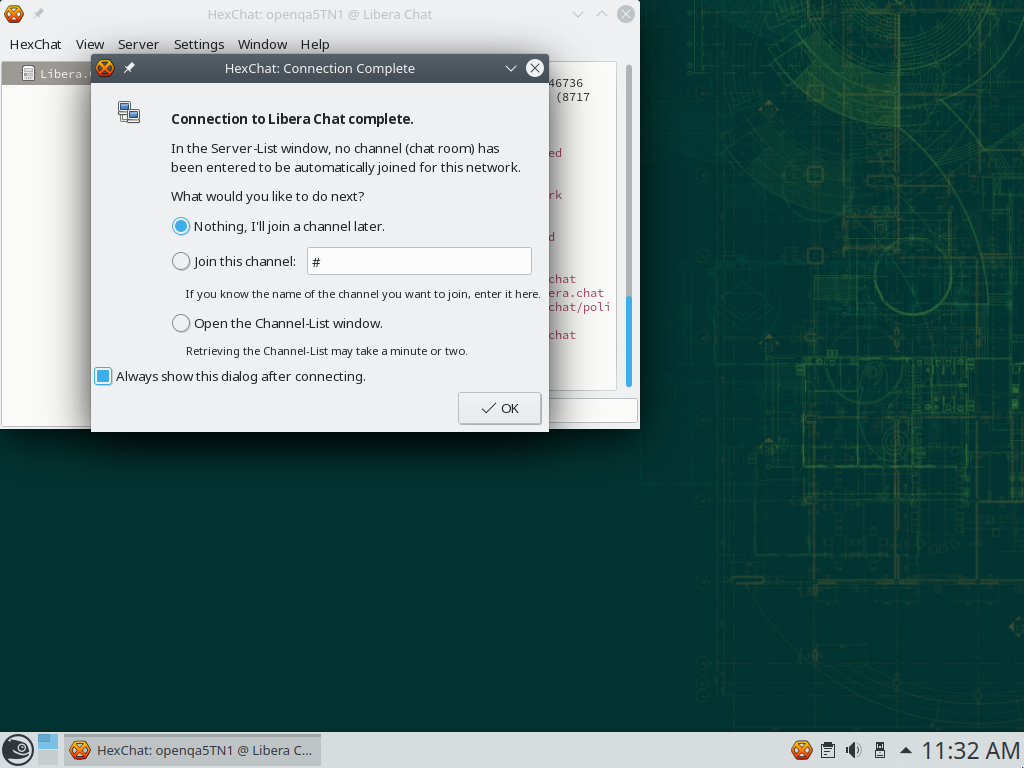 HexChat: openqa5TN1 @ Libera Chat
HexChat View Server Settings Window Help
Libera.
HexChat: Connection Complete
46736
(8717
Connection to Libera Chat complete.
In the Server-List window, no channel (chat room) has
been entered to be automatically joined for this network.
ed
What would you like to do next?
rk
Nothing, I'll join a channel later.
d
Join this channel: #
chat
If you know the name of the channel you want to join, enter it here.
era.chat
chat/poli
Open the Channel-List window.
chat
Retrieving the Channel-List may take a minute or two.
Always show this dialog after connecting.
OK
HexChat: openqa5TN1 @ Libera C...
11:32 AM